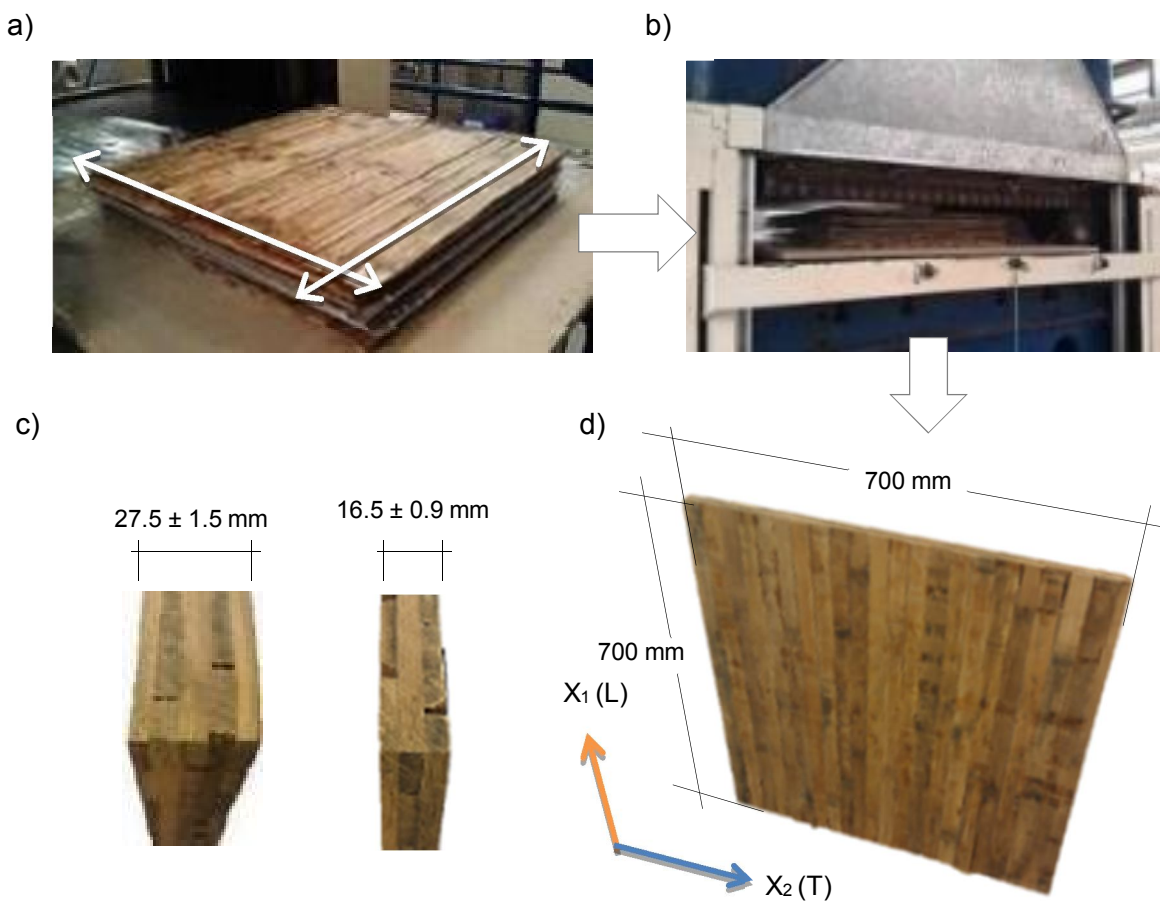 a)
b)
c)
27.5 ± 1.5 mm
16.5 ± 0.9 mm
d)
700 mm
700 mm
X₁ (L)
X₂ (T)